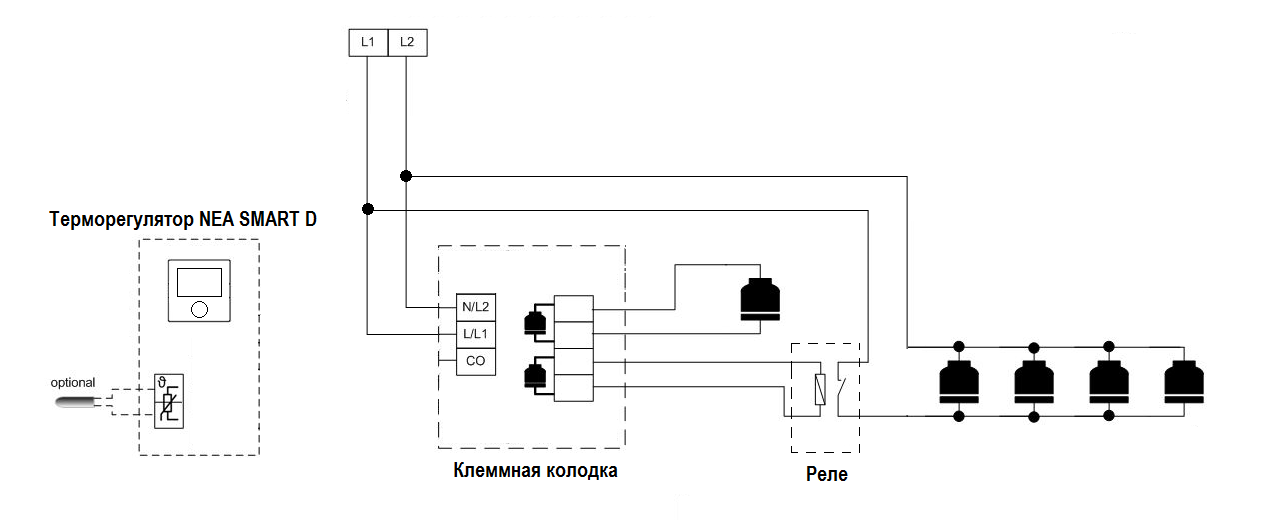 L1 L2
Терморегулятор NEA SMART D
N/L2
L/L1
CO
optional
ϑ
Клеммная колодка
Реле